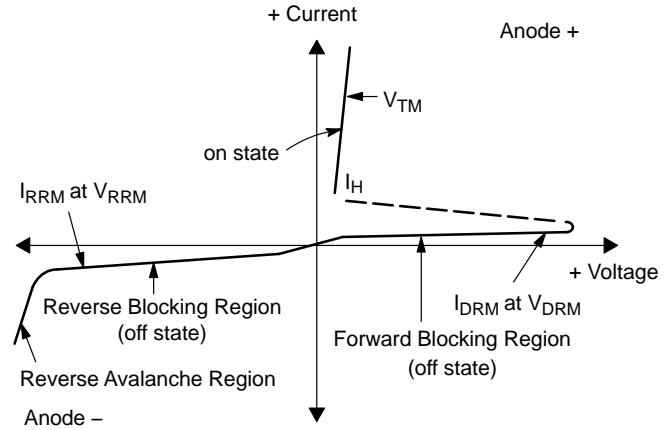 + Current
Anode +
VTM
on state
IH
IRRM at VRRM
+ Voltage
Reverse Blocking Region
(off state)
IDRM at VDRM
Forward Blocking Region
(off state)
Reverse Avalanche Region
Anode –